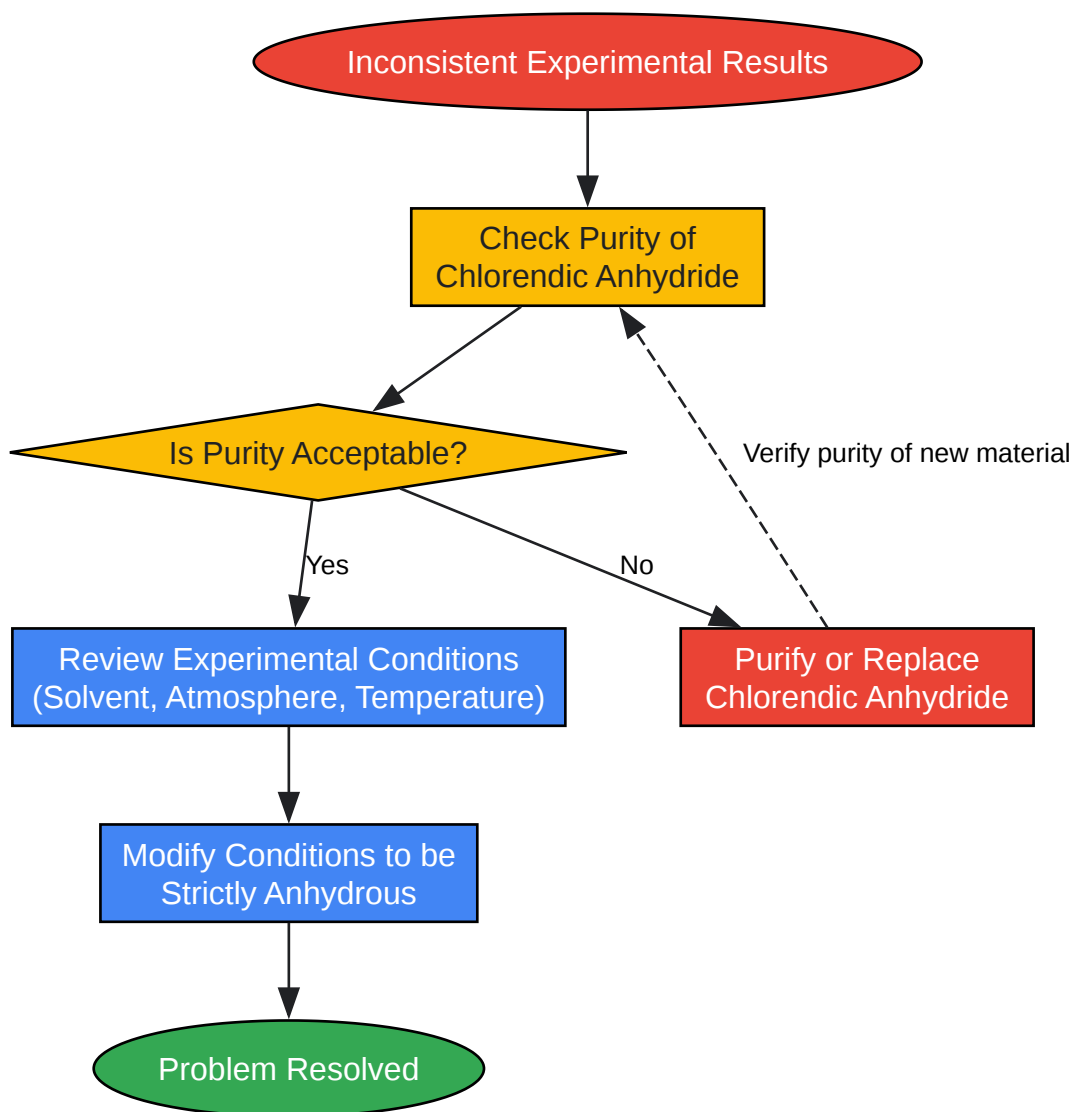 Inconsistent Experimental Results
Check Purity of
Chlorendic Anhydride
Is Purity Acceptable?
Verify purity of new material
Yes
No
Review Experimental Conditions
(Solvent, Atmosphere, Temperature)
Purify or Replace
Chlorendic Anhydride
Modify Conditions to be
Strictly Anhydrous
Problem Resolved